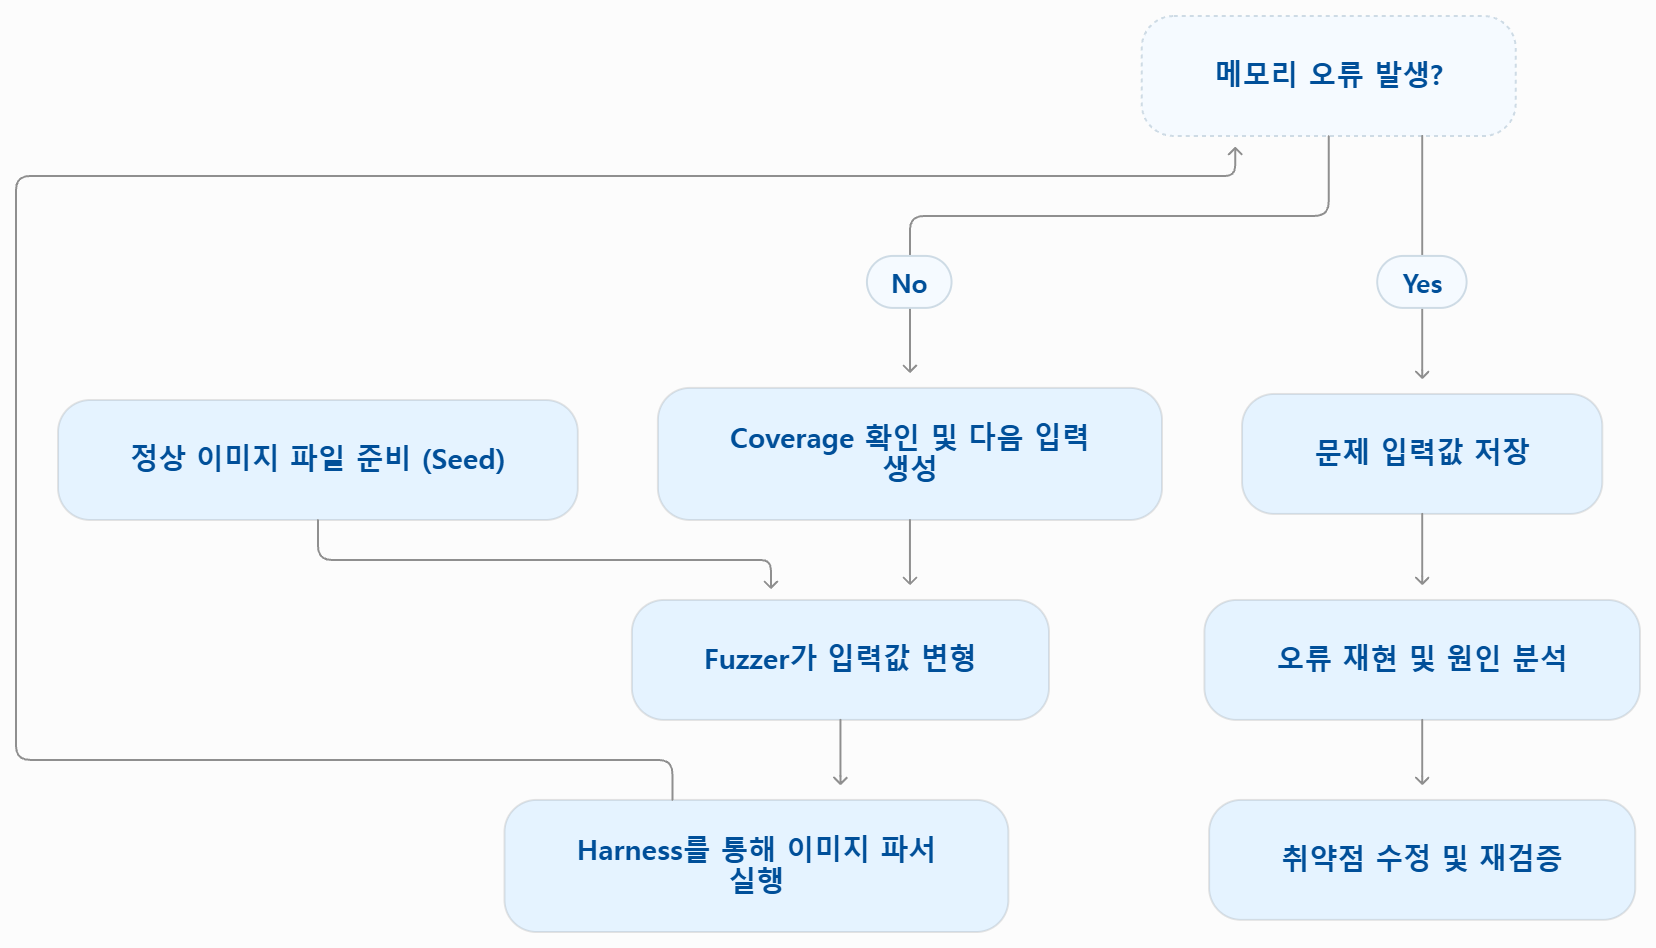 메모리 오류 발생?
No
Yes
정상 이미지 파일 준비 (Seed)
Coverage 확인 및 다음 입력
생성
문제 입력값 저장
Fuzzer가 입력값 변형
오류 재현 및 원인 분석
Harness를 통해 이미지 파서
실행
취약점 수정 및 재검증